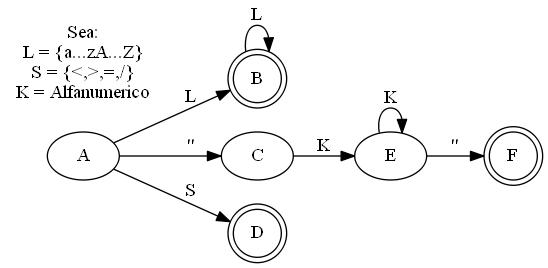 Sea:
L = {a...zA...Z}
S = {<,>,=,/}
K = Alfanumerico
L
B
L
K
A
"
C
K
E
"
F
S
D